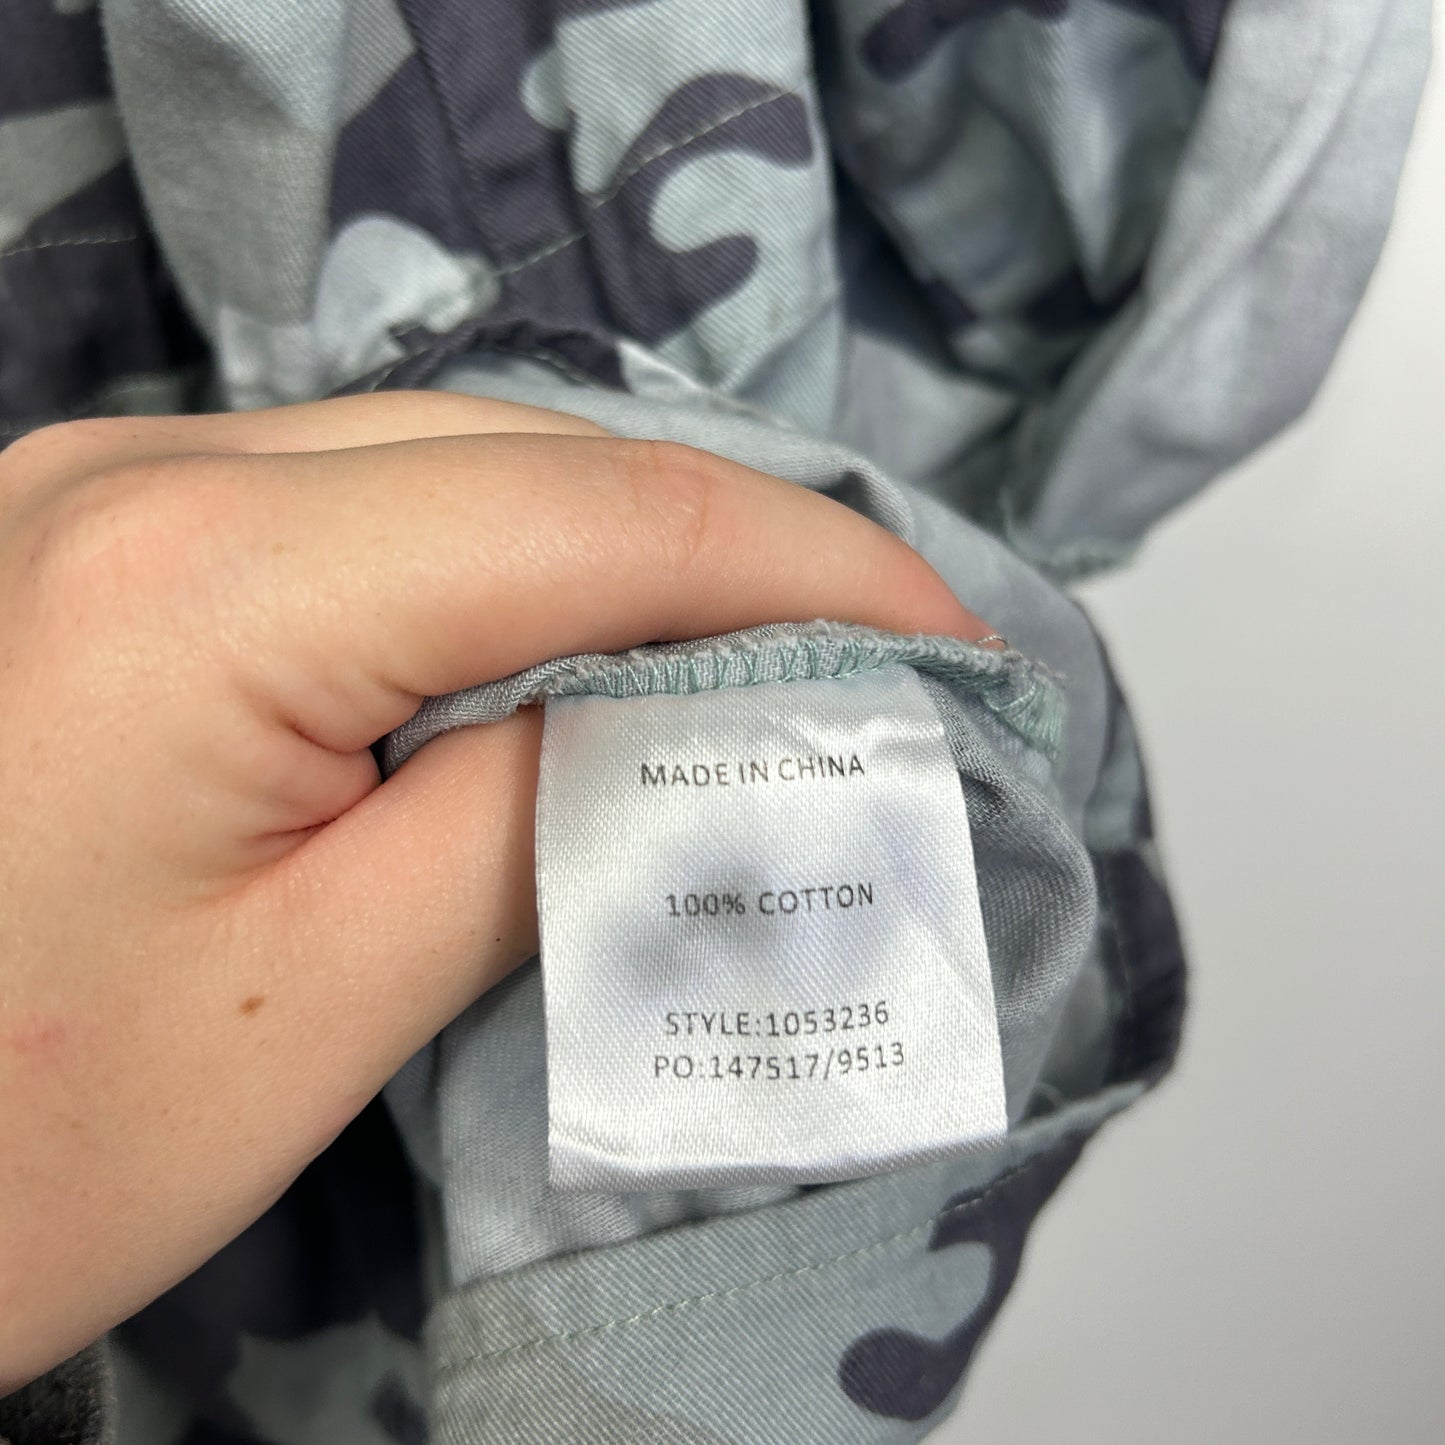 MADE IN CHINA
100% COTTON
STYLE:1053236
PO:147517/9513